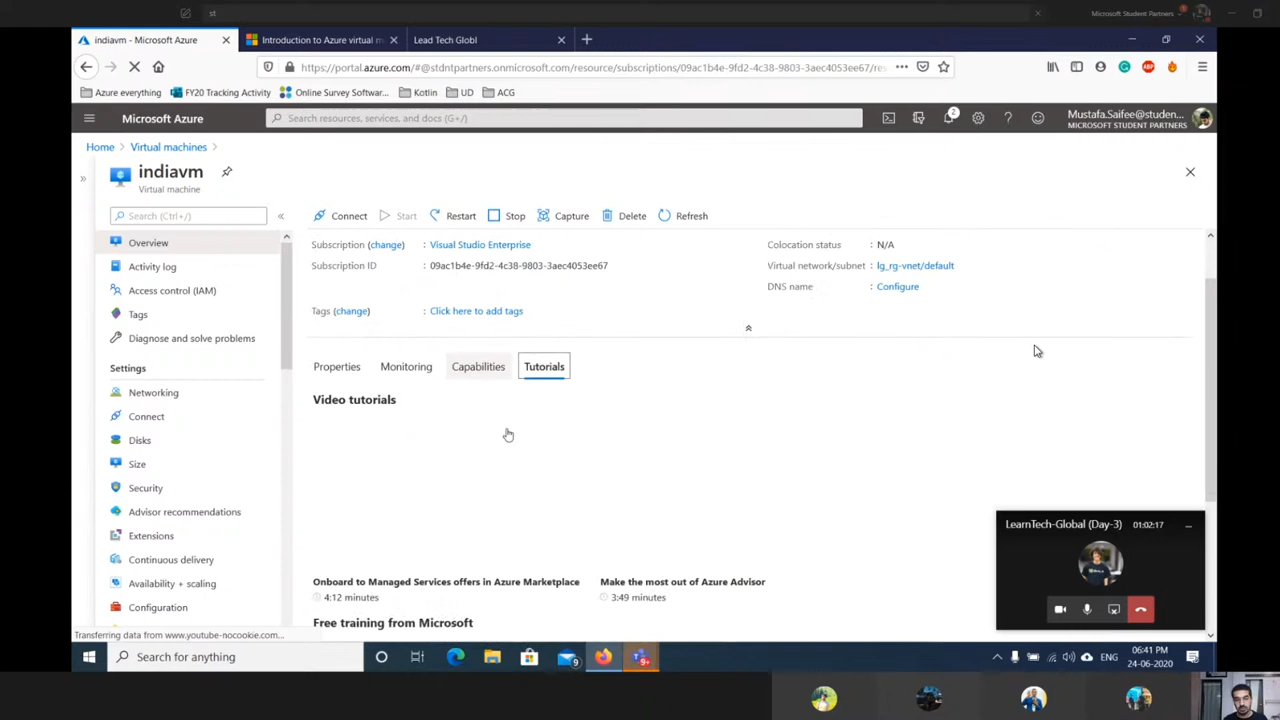 st
Microsoft Student Partners
indiavm - Microsoft Azure
Introduction to Azure virtual m
Lead Tech Globl
https://portal.azure.com/#@stdntpartners.onmicrosoft.com/resource/subscriptions/09ac1b4e-9fd2-4c38-9803-3aec4053ee67/res
Azure everything
FY20 Tracking Activity
Online Survey Softwar...
Kotlin
UD
ACG
Microsoft Azure
Search resources, services, and docs (G+/)
2
Mustafa.Saifee@studen...
MICROSOFT STUDENT PARTNERS
Home > Virtual machines >
indiavm
Virtual machine
Search (Ctrl+/)
Connect
Start
Restart
Stop
Capture
Delete
Refresh
Overview
Activity log
Access control (IAM)
Tags
Diagnose and solve problems
Settings
Networking
Connect
Disks
Size
Security
Advisor recommendations
Extensions
Continuous delivery
Availability + scaling
Configuration
Subscription (change) : Visual Studio Enterprise
Subscription ID : 09ac1b4e-9fd2-4c38-9803-3aec4053ee67
Tags (change) : Click here to add tags
Colocation status : N/A
Virtual network/subnet : lg_rg-vnet/default
DNS name : Configure
Properties
Monitoring
Capabilities
Tutorials
Video tutorials
Onboard to Managed Services offers in Azure Marketplace
4:12 minutes
Make the most out of Azure Advisor
3:49 minutes
Free training from Microsoft
LearnTech-Global (Day-3)
01:02:17
Transferring data from www.youtube-nocookie.com...
Search for anything
9
9+
ENG
06:41 PM
24-06-2020